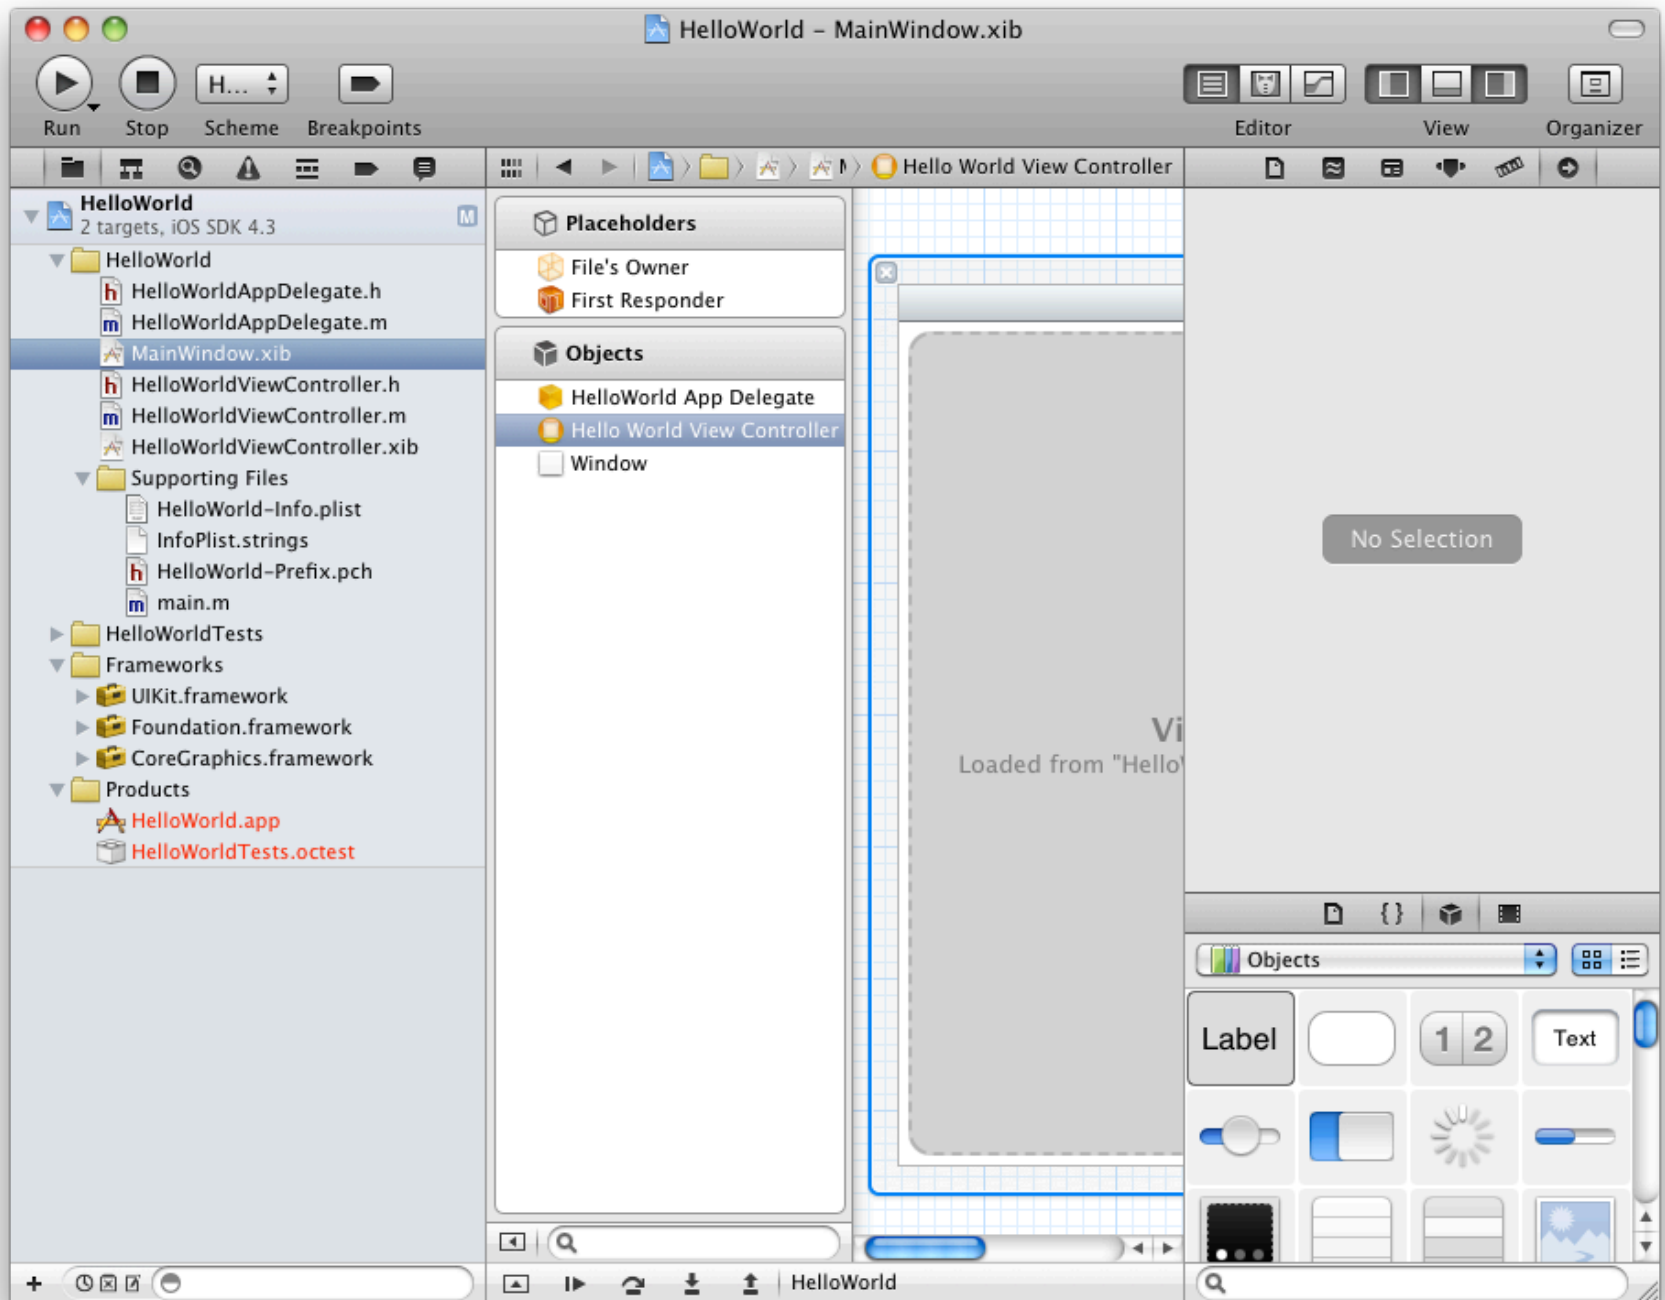 HelloWorld – MainWindow.xib
H...
Run Stop Scheme Breakpoints
Editor View Organizer
Hello World View Controller
HelloWorld
2 targets, iOS SDK 4.3
M
HelloWorld
HelloWorldAppDelegate.h
HelloWorldAppDelegate.m
MainWindow.xib
HelloWorldViewController.h
HelloWorldViewController.m
HelloWorldViewController.xib
Supporting Files
HelloWorld-Info.plist
InfoPlist.strings
HelloWorld-Prefix.pch
main.m
HelloWorldTests
Frameworks
UIKit.framework
Foundation.framework
CoreGraphics.framework
Products
HelloWorld.app
HelloWorldTests.octest
Placeholders
File's Owner
First Responder
Objects
HelloWorld App Delegate
Hello World View Controller
Window
Vi
Loaded from "Hello
HelloWorld
No Selection
{ }
Objects
Label
1 2
Text